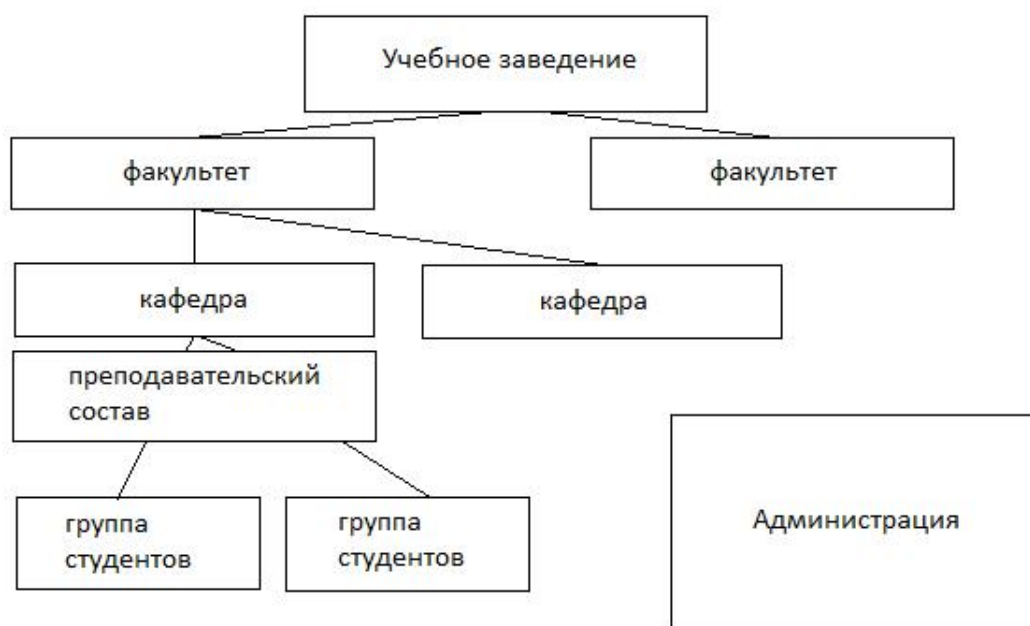 Учебное заведение
факультет
факультет
кафедра
кафедра
преподавательский
состав
группа
студентов
группа
студентов
Администрация